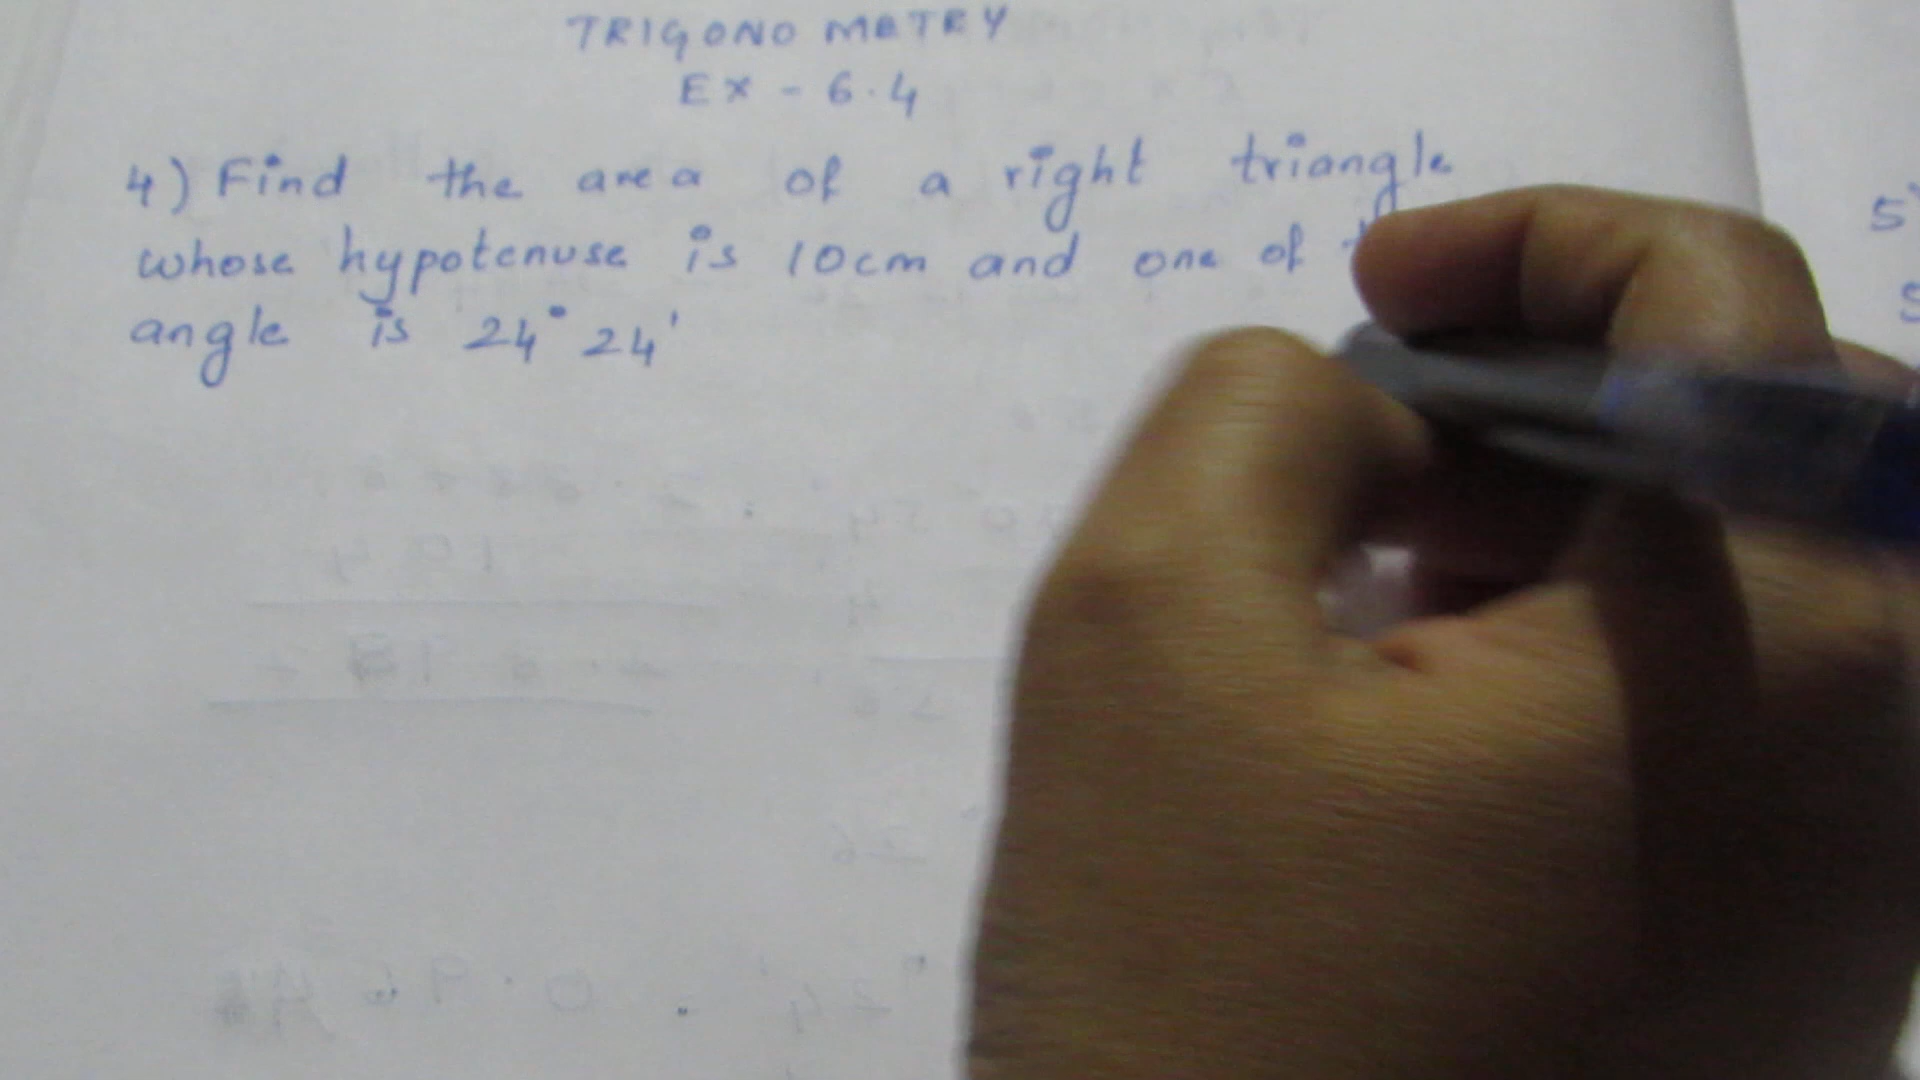 TRIGONOMETRY
EX - 6.4
4) Find the area of a right triangle
whose hypotenuse is 10cm and one of
angle is 24° 24'
5